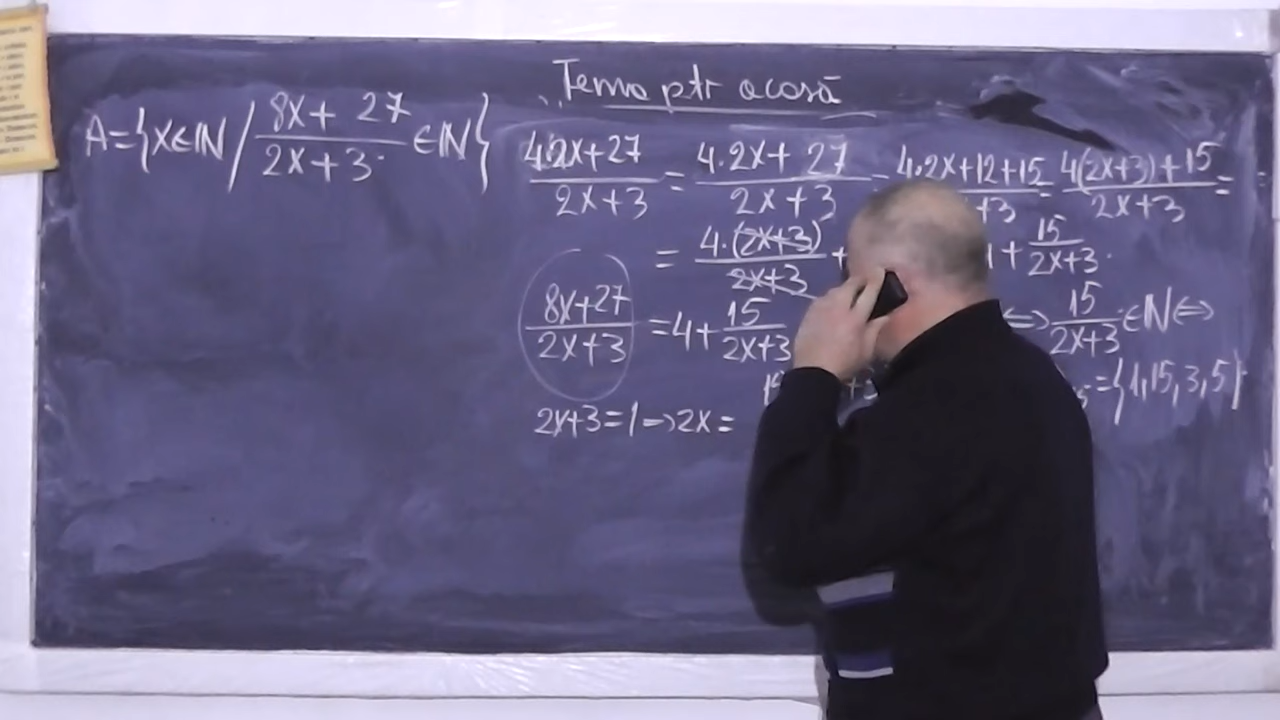 Tema ptr acasă
A={x∈ℕ / (8x+27)/(2x+3) ∈ℕ}
(4·2x+27)/(2x+3) = (4·2x+27)/(2x+3) = (4·2x+12+15)/ +3 = (4(2x+3)+15)/(2x+3) =
= (4·(2x+3))/(2x+3) + + 15/(2x+3).
(8x+27)/(2x+3) = 4 + 15/(2x+3) ⇔ 15/(2x+3) ∈ℕ ⇔
={1,15,3,5}
2x+3=1⇒2x=